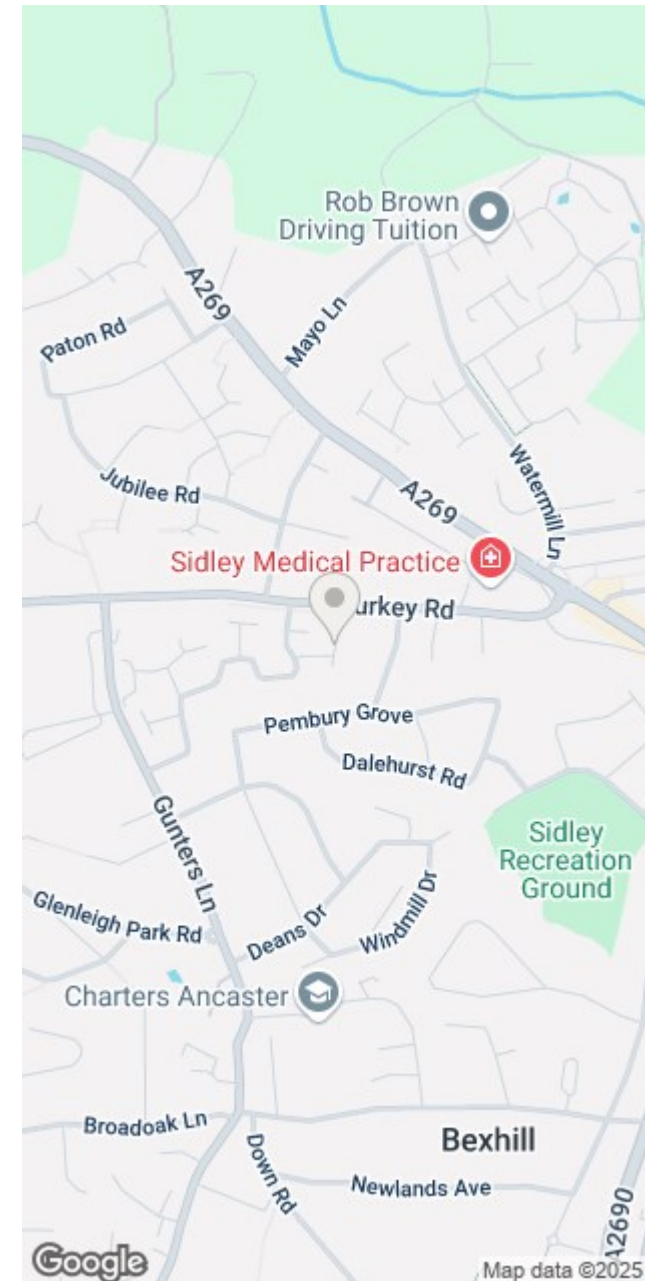 Rob Brown
Driving Tuition
A269
Mayo Ln
Paton Rd
Jubilee Rd
A269
Watermill Ln
Sidley Medical Practice
urkey Rd
Pembury Grove
Dalehurst Rd
Gunters Ln
Sidley
Recreation
Ground
Glenleigh Park Rd
Deans Dr
Windmill Dr
Charters Ancaster
Broadoak Ln
Bexhill
Down Rd
Newlands Ave
A2690
Google
Map data ©2025